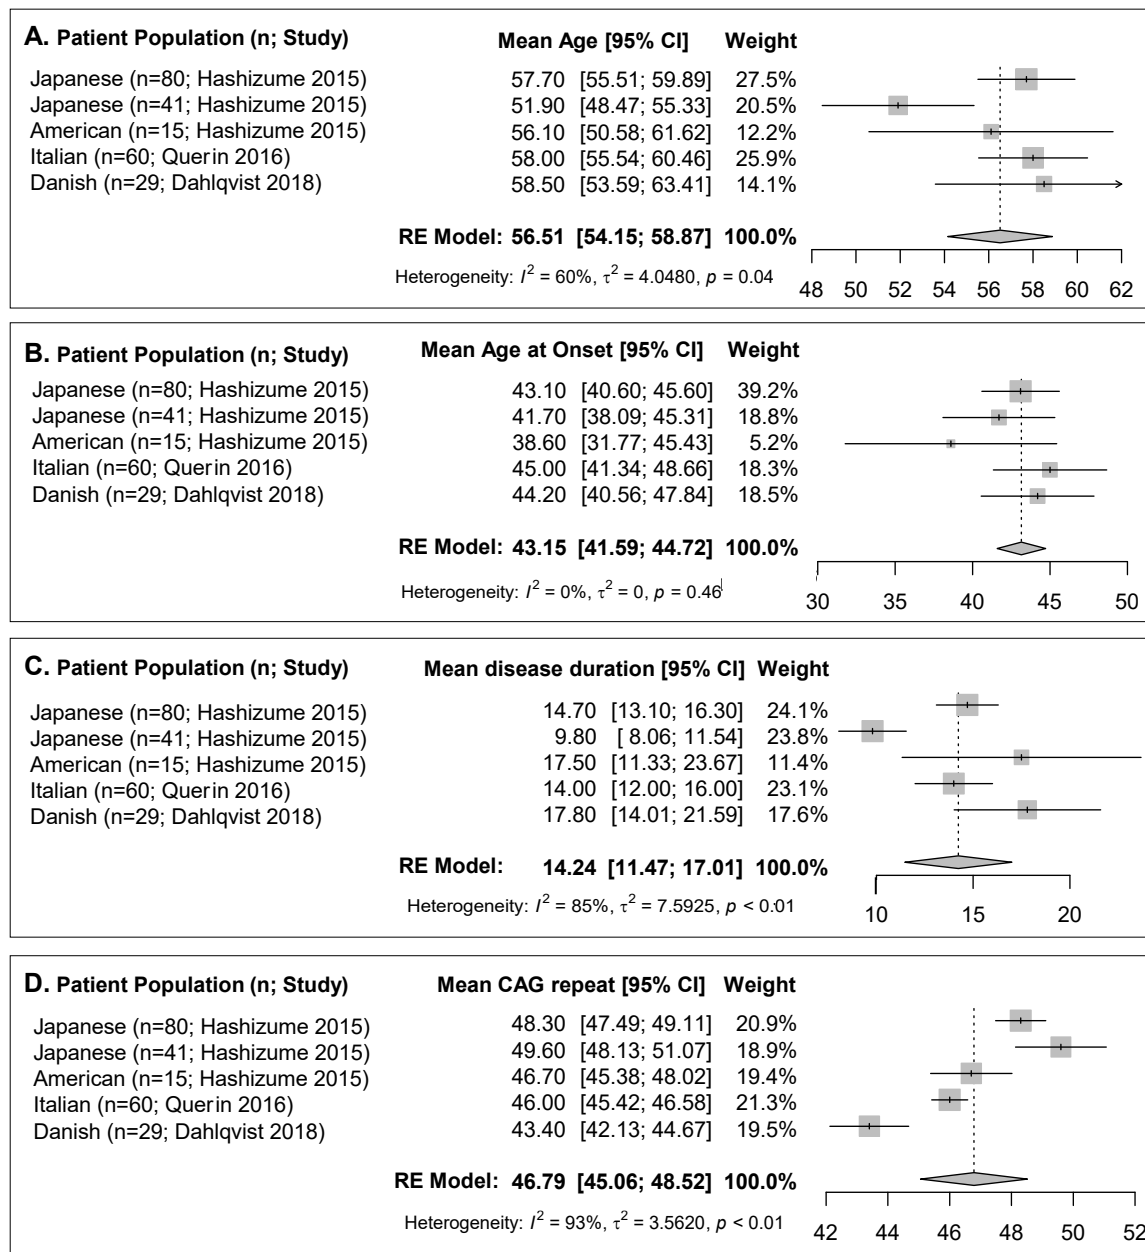 A. Patient Population (n; Study) Mean Age [95% CI] Weight
Japanese (n=80; Hashizume 2015) 57.70 [55.51; 59.89] 27.5%
Japanese (n=41; Hashizume 2015) 51.90 [48.47; 55.33] 20.5%
American (n=15; Hashizume 2015) 56.10 [50.58; 61.62] 12.2%
Italian (n=60; Querin 2016) 58.00 [55.54; 60.46] 25.9%
Danish (n=29; Dahlqvist 2018) 58.50 [53.59; 63.41] 14.1%
RE Model: 56.51 [54.15; 58.87] 100.0%
Heterogeneity: I² = 60%, τ² = 4.0480, p = 0.04
48 50 52 54 56 58 60 62
B. Patient Population (n; Study) Mean Age at Onset [95% CI] Weight
Japanese (n=80; Hashizume 2015) 43.10 [40.60; 45.60] 39.2%
Japanese (n=41; Hashizume 2015) 41.70 [38.09; 45.31] 18.8%
American (n=15; Hashizume 2015) 38.60 [31.77; 45.43] 5.2%
Italian (n=60; Querin 2016) 45.00 [41.34; 48.66] 18.3%
Danish (n=29; Dahlqvist 2018) 44.20 [40.56; 47.84] 18.5%
RE Model: 43.15 [41.59; 44.72] 100.0%
Heterogeneity: I² = 0%, τ² = 0, p = 0.46
30 35 40 45 50
C. Patient Population (n; Study) Mean disease duration [95% CI] Weight
Japanese (n=80; Hashizume 2015) 14.70 [13.10; 16.30] 24.1%
Japanese (n=41; Hashizume 2015) 9.80 [ 8.06; 11.54] 23.8%
American (n=15; Hashizume 2015) 17.50 [11.33; 23.67] 11.4%
Italian (n=60; Querin 2016) 14.00 [12.00; 16.00] 23.1%
Danish (n=29; Dahlqvist 2018) 17.80 [14.01; 21.59] 17.6%
RE Model: 14.24 [11.47; 17.01] 100.0%
Heterogeneity: I² = 85%, τ² = 7.5925, p < 0.01
10 15 20
D. Patient Population (n; Study) Mean CAG repeat [95% CI] Weight
Japanese (n=80; Hashizume 2015) 48.30 [47.49; 49.11] 20.9%
Japanese (n=41; Hashizume 2015) 49.60 [48.13; 51.07] 18.9%
American (n=15; Hashizume 2015) 46.70 [45.38; 48.02] 19.4%
Italian (n=60; Querin 2016) 46.00 [45.42; 46.58] 21.3%
Danish (n=29; Dahlqvist 2018) 43.40 [42.13; 44.67] 19.5%
RE Model: 46.79 [45.06; 48.52] 100.0%
Heterogeneity: I² = 93%, τ² = 3.5620, p < 0.01
42 44 46 48 50 52